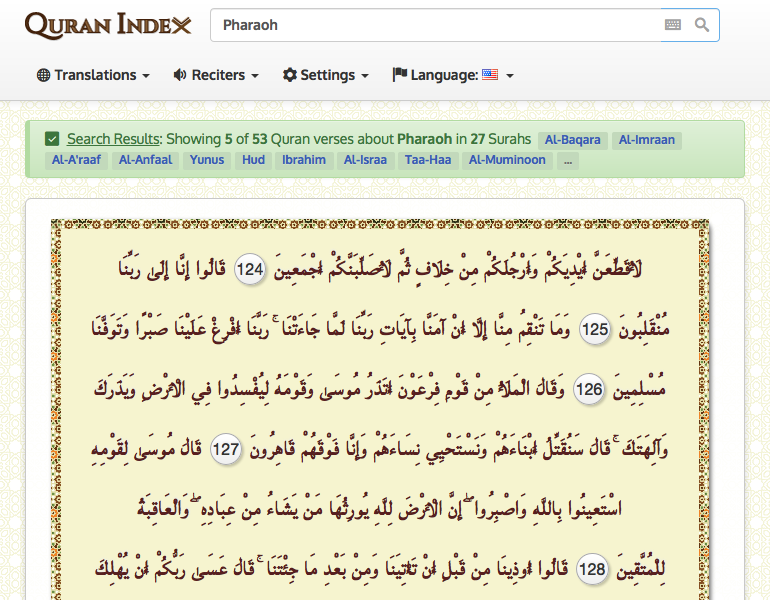 QURAN INDEX
Pharaoh
Translations
Reciters
Settings
Language:
Search Results: Showing 5 of 53 Quran verses about Pharaoh in 27 Surahs Al-Baqara Al-Imraan
Al-A'raaf Al-Anfaal Yunus Hud Ibrahim Al-Israa Taa-Haa Al-Muminoon ...
لَأُقَطِّعَنَّ أَيْدِيَكُمْ وَأَرْجُلَكُمْ مِنْ خِلَافٍ ثُمَّ لَأُصَلِّبَنَّكُمْ أَجْمَعِينَ 124 قَالُوا إِنَّا إِلَىٰ رَبِّنَا
مُنْقَلِبُونَ 125 وَمَا تَنْقِمُ مِنَّا إِلَّا أَنْ آمَنَّا بِآيَاتِ رَبِّنَا لَمَّا جَاءَتْنَا ۚ رَبَّنَا أَفْرِغْ عَلَيْنَا صَبْرًا وَتَوَفَّنَا
مُسْلِمِينَ 126 وَقَالَ الْمَلَأُ مِنْ قَوْمِ فِرْعَوْنَ أَتَذَرُ مُوسَىٰ وَقَوْمَهُ لِيُفْسِدُوا فِي الْأَرْضِ وَيَذَرَكَ
وَآلِهَتَكَ ۚ قَالَ سَنُقَتِّلُ أَبْنَاءَهُمْ وَنَسْتَحْيِي نِسَاءَهُمْ وَإِنَّا فَوْقَهُمْ قَاهِرُونَ 127 قَالَ مُوسَىٰ لِقَوْمِهِ
اسْتَعِينُوا بِاللَّهِ وَاصْبِرُوا ۖ إِنَّ الْأَرْضَ لِلَّهِ يُورِثُهَا مَنْ يَشَاءُ مِنْ عِبَادِهِ ۖ وَالْعَاقِبَةُ
لِلْمُتَّقِينَ 128 قَالُوا أُوذِينَا مِنْ قَبْلِ أَنْ تَأْتِيَنَا وَمِنْ بَعْدِ مَا جِئْتَنَا ۚ قَالَ عَسَىٰ رَبُّكُمْ أَنْ يُهْلِكَ